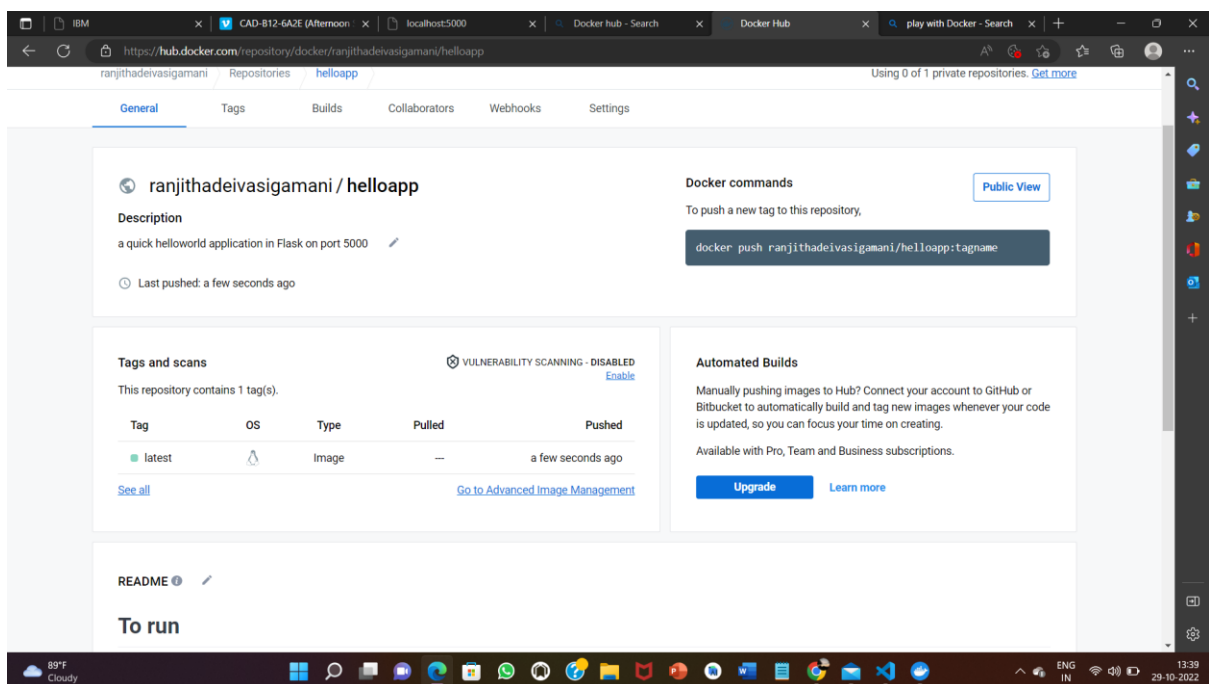 IBM
CAD-B12-6A2E (Afternoon
localhost:5000
Docker hub - Search
Docker Hub
play with Docker - Search
https://hub.docker.com/repository/docker/ranjithadeivasigamani/helloapp
ranjithadeivasigamani
Repositories
helloapp
Using 0 of 1 private repositories. Get more
General Tags Builds Collaborators Webhooks Settings
ranjithadeivasigamani / helloapp
Description
a quick helloworld application in Flask on port 5000
Last pushed: a few seconds ago
Docker commands
Public View
To push a new tag to this repository,
docker push ranjithadeivasigamani/helloapp:tagname
Tags and scans
VULNERABILITY SCANNING - DISABLED
Enable
This repository contains 1 tag(s).
Tag OS Type Pulled Pushed
latest Image --- a few seconds ago
See all
Go to Advanced Image Management
Automated Builds
Manually pushing images to Hub? Connect your account to GitHub or
Bitbucket to automatically build and tag new images whenever your code
is updated, so you can focus your time on creating.
Available with Pro, Team and Business subscriptions.
Upgrade
Learn more
README
To run
89°F
Cloudy
ENG
IN
13:39
29-10-2022